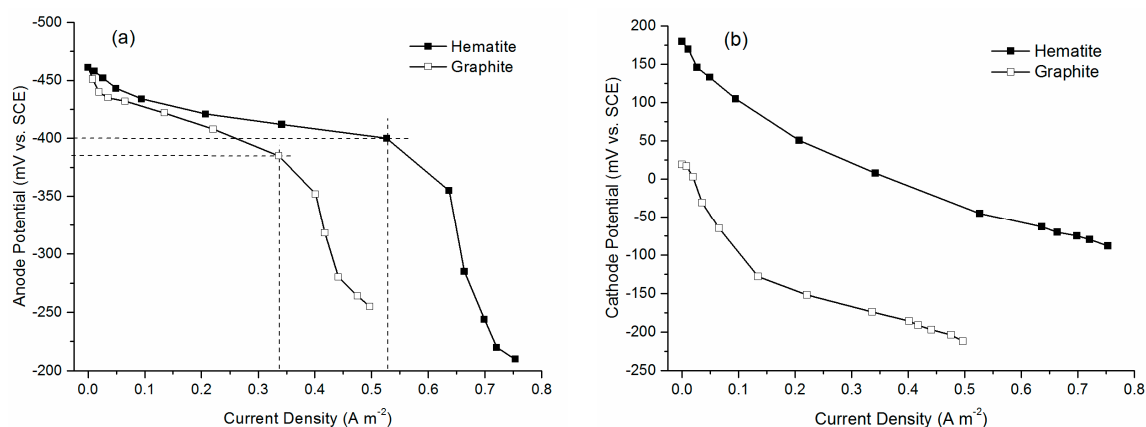 (a)
Hematite
Graphite
Anode Potential (mV vs. SCE)
-500
-450
-400
-350
-300
-250
-200
0.0 0.1 0.2 0.3 0.4 0.5 0.6 0.7 0.8
Current Density (A m⁻²)
(b)
Hematite
Graphite
Cathode Potential (mV vs. SCE)
200
150
100
50
0
-50
-100
-150
-200
-250
0.0 0.1 0.2 0.3 0.4 0.5 0.6 0.7 0.8
Current Density (A m⁻²)